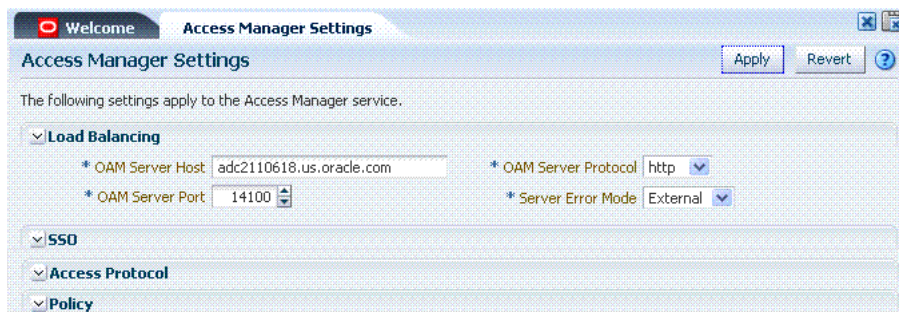 Welcome Access Manager Settings
Access Manager Settings Apply Revert ?
The following settings apply to the Access Manager service.
Load Balancing
* OAM Server Host adc2110618.us.oracle.com * OAM Server Protocol http
* OAM Server Port 14100 * Server Error Mode External
SSO
Access Protocol
Policy